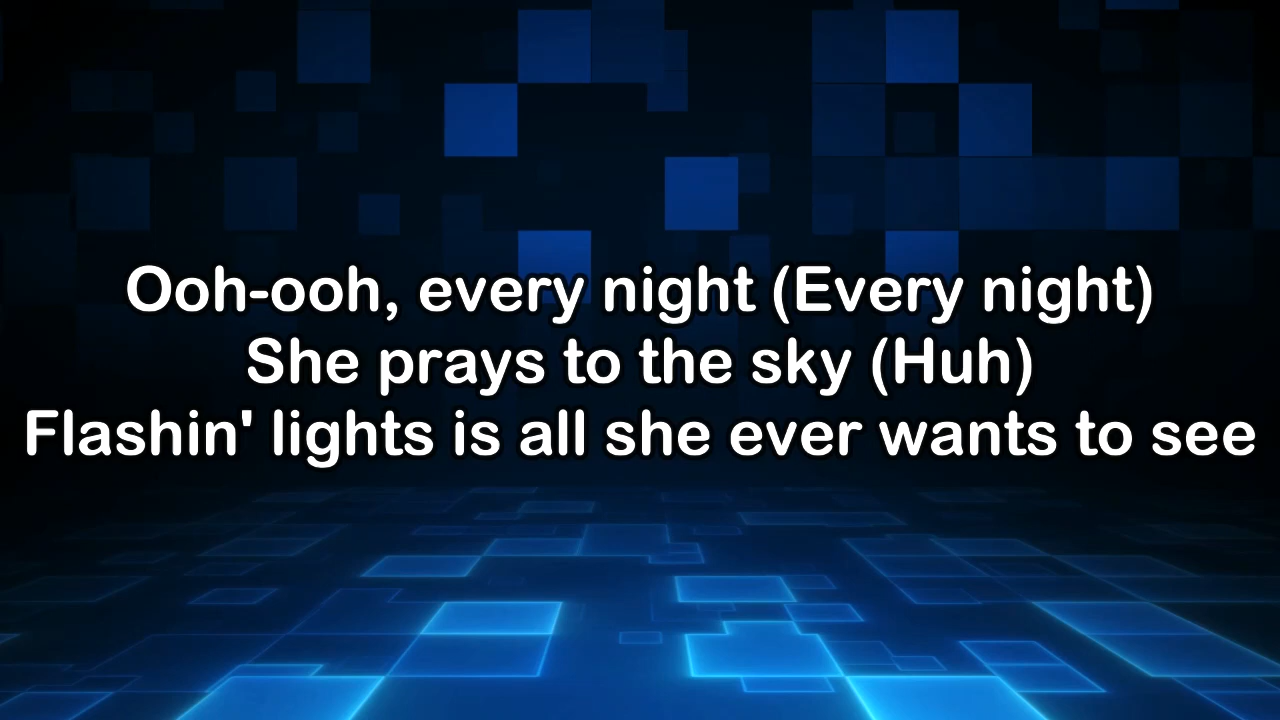 Ooh-ooh, every night (Every night)
She prays to the sky (Huh)
Flashin' lights is all she ever wants to see